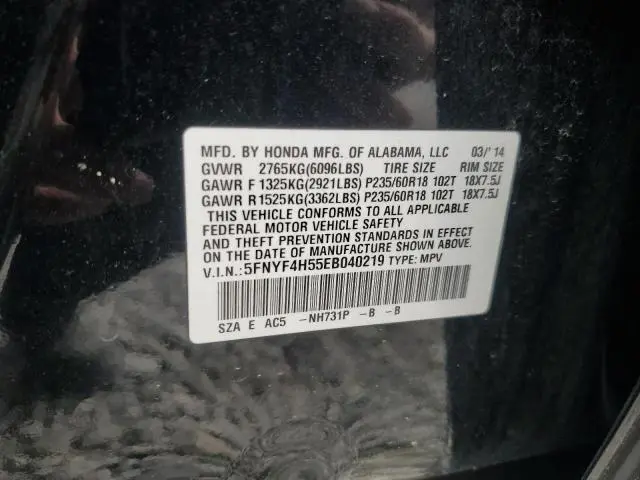 MFD. BY HONDA MFG. OF ALABAMA, LLC 03/'14
GVWR 2765KG(6096LBS) TIRE SIZE RIM SIZE
GAWR F 1325KG(2921LBS) P235/60R18 102T 18X7.5J
GAWR R 1525KG(3362LBS) P235/60R18 102T 18X7.5J
THIS VEHICLE CONFORMS TO ALL APPLICABLE
FEDERAL MOTOR VEHICLE SAFETY
AND THEFT PREVENTION STANDARDS IN EFFECT
ON THE DATE OF MANUFACTURE SHOWN ABOVE.
V.I.N.: 5FNYF4H55EB040219 TYPE: MPV
SZA E AC5 -NH731P -B -B